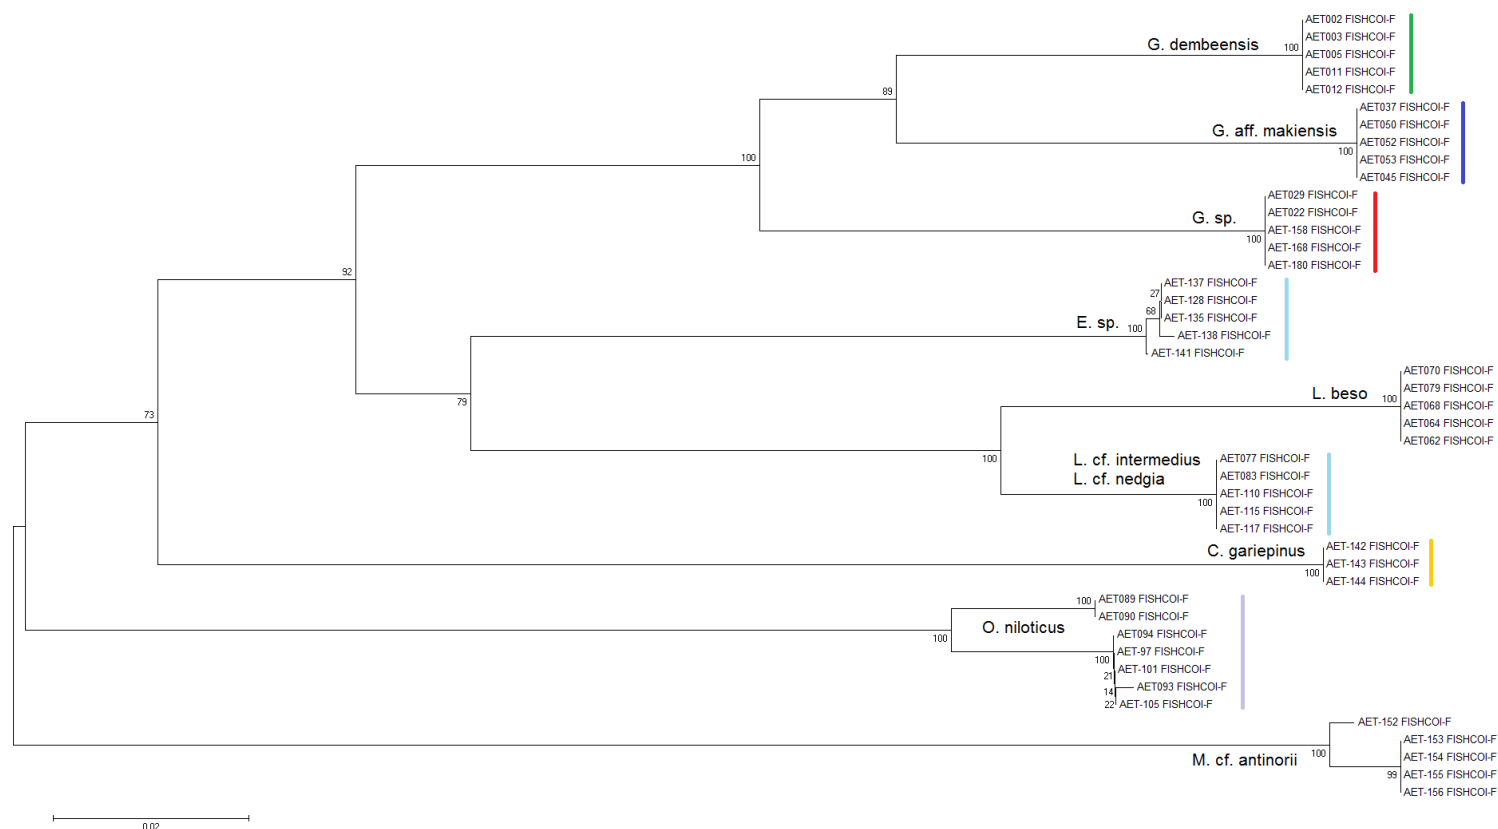 AET002 FISHCOI-F
AET003 FISHCOI-F
G. dembeensis
100
AET005 FISHCOI-F
AET011 FISHCOI-F
AET012 FISHCOI-F
89
AET037 FISHCOI-F
AET050 FISHCOI-F
G. aff. makiensis
AET052 FISHCOI-F
100
AET053 FISHCOI-F
AET045 FISHCOI-F
100
AET029 FISHCOI-F
AET022 FISHCOI-F
G. sp.
AET-158 FISHCOI-F
100
AET-168 FISHCOI-F
AET-180 FISHCOI-F
92
AET-137 FISHCOI-F
27
AET-128 FISHCOI-F
68
AET-135 FISHCOI-F
E. sp.
100
AET-138 FISHCOI-F
AET-141 FISHCOI-F
79
AET070 FISHCOI-F
AET079 FISHCOI-F
L. beso
100
AET068 FISHCOI-F
AET064 FISHCOI-F
AET062 FISHCOI-F
73
100
L. cf. intermedius
L. cf. nedgia
AET077 FISHCOI-F
AET083 FISHCOI-F
AET-110 FISHCOI-F
100
AET-115 FISHCOI-F
AET-117 FISHCOI-F
C. gariepinus
AET-142 FISHCOI-F
AET-143 FISHCOI-F
100
AET-144 FISHCOI-F
100
AET089 FISHCOI-F
AET090 FISHCOI-F
O. niloticus
100
AET094 FISHCOI-F
AET-97 FISHCOI-F
100
AET-101 FISHCOI-F
21
AET093 FISHCOI-F
14
22
AET-105 FISHCOI-F
AET-152 FISHCOI-F
100
AET-153 FISHCOI-F
M. cf. antinorii
AET-154 FISHCOI-F
99
AET-155 FISHCOI-F
AET-156 FISHCOI-F
0.02